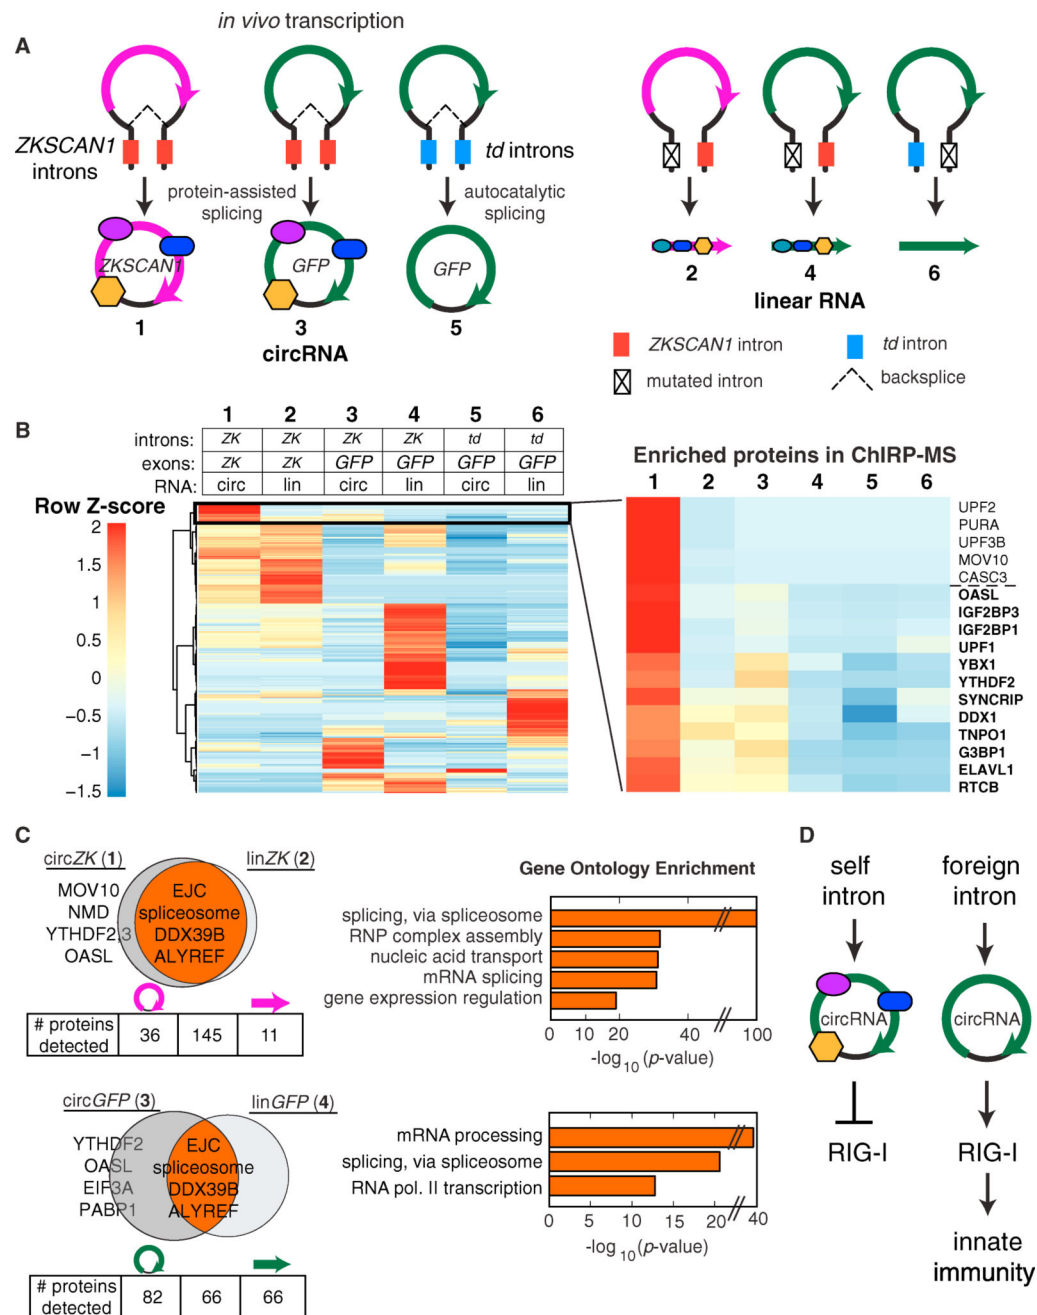 in vivo transcription
A
ZKSCAN1
introns
td introns
protein-assisted
splicing
autocatalytic
splicing
ZKSCAN1
GFP
GFP
1
3
5
circRNA
2
4
6
linear RNA
ZKSCAN1 intron
td intron
mutated intron
backsplice
B
1 2 3 4 5 6
introns: ZK ZK ZK ZK td td
exons: ZK ZK GFP GFP GFP GFP
RNA: circ lin circ lin circ lin
Row Z-score
2
1.5
1
0.5
0
−0.5
−1
−1.5
Enriched proteins in ChIRP-MS
1 2 3 4 5 6
UPF2
PURA
UPF3B
MOV10
CASC3
OASL
IGF2BP3
IGF2BP1
UPF1
YBX1
YTHDF2
SYNCRIP
DDX1
TNPO1
G3BP1
ELAVL1
RTCB
C
circZK (1)
linZK (2)
MOV10
NMD
YTHDF2,3
OASL
EJC
spliceosome
DDX39B
ALYREF
# proteins
detected
36 145 11
Gene Ontology Enrichment
splicing, via spliceosome
RNP complex assembly
nucleic acid transport
mRNA splicing
gene expression regulation
0 10 20 40 100
-log10(p-value)
circGFP (3)
linGFP (4)
YTHDF2
OASL
EIF3A
PABP1
EJC
spliceosome
DDX39B
ALYREF
# proteins
detected
82 66 66
mRNA processing
splicing, via spliceosome
RNA pol. II transcription
0 5 10 15 20 40
-log10(p-value)
D
self
intron
foreign
intron
circRNA
circRNA
RIG-I
RIG-I
innate
immunity